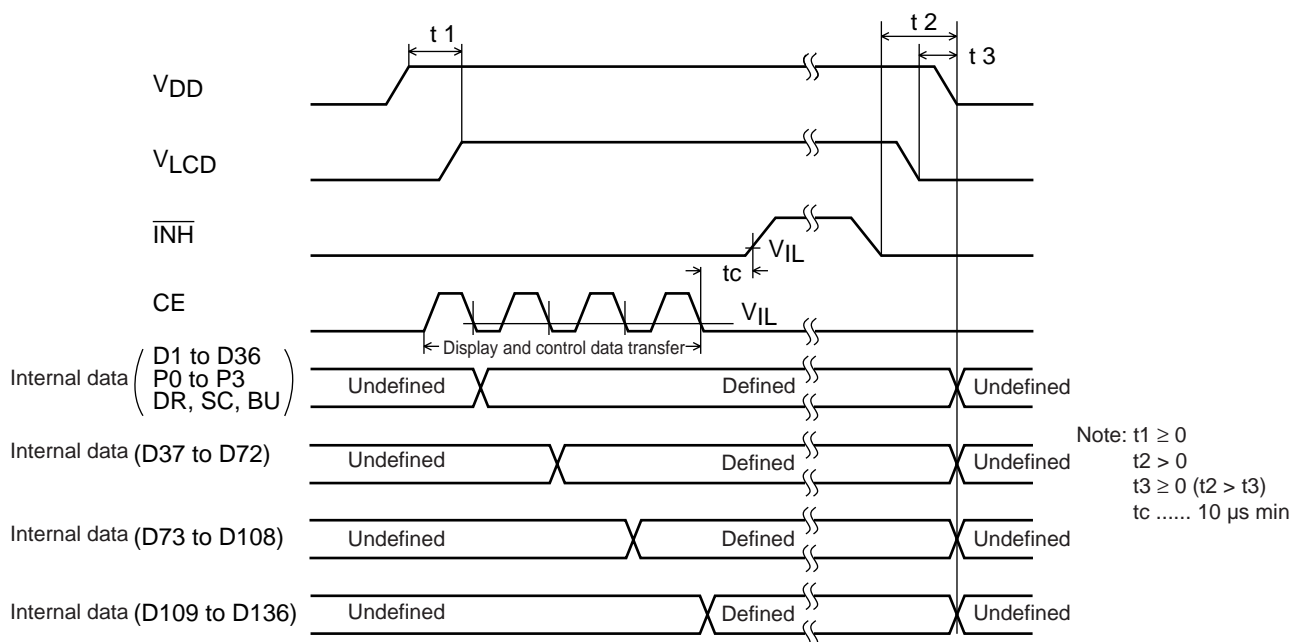 t 1
t 2
t 3
VDD
VLCD
INH
VIL
tc
CE
VIL
Display and control data transfer
Internal data ( D1 to D36
P0 to P3
DR, SC, BU )
Undefined
Defined
Undefined
Internal data (D37 to D72)
Undefined
Defined
Undefined
Internal data (D73 to D108)
Undefined
Defined
Undefined
Internal data (D109 to D136)
Undefined
Defined
Undefined
Note: t1 ≥ 0
t2 > 0
t3 ≥ 0 (t2 > t3)
tc ...... 10 µs min